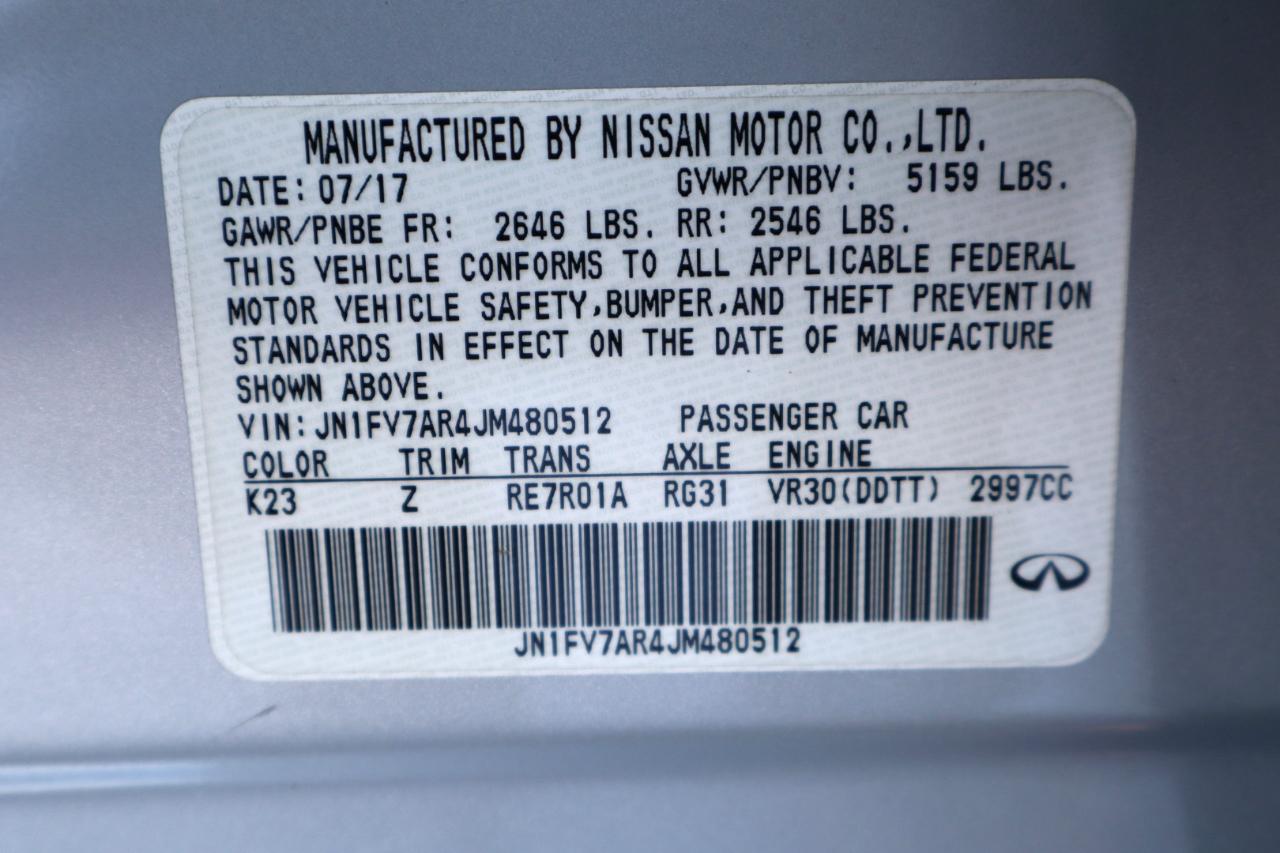 MANUFACTURED BY NISSAN MOTOR CO.,LTD.
DATE: 07/17 GVWR/PNBV: 5159 LBS.
GAWR/PNBE FR: 2646 LBS. RR: 2546 LBS.
THIS VEHICLE CONFORMS TO ALL APPLICABLE FEDERAL
MOTOR VEHICLE SAFETY,BUMPER,AND THEFT PREVENTION
STANDARDS IN EFFECT ON THE DATE OF MANUFACTURE
SHOWN ABOVE.
VIN:JN1FV7AR4JM480512 PASSENGER CAR
COLOR TRIM TRANS AXLE ENGINE
K23 Z RE7R01A RG31 VR30(DDTT) 2997CC
JN1FV7AR4JM480512